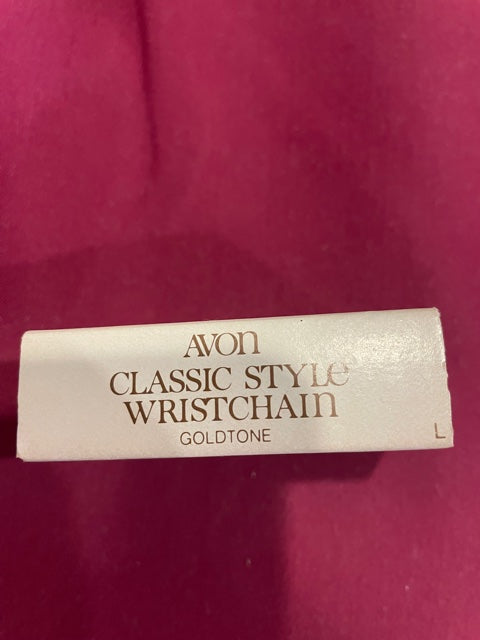 AVON
CLASSIC STYLE
WRISTCHAIN
GOLDTONE
L